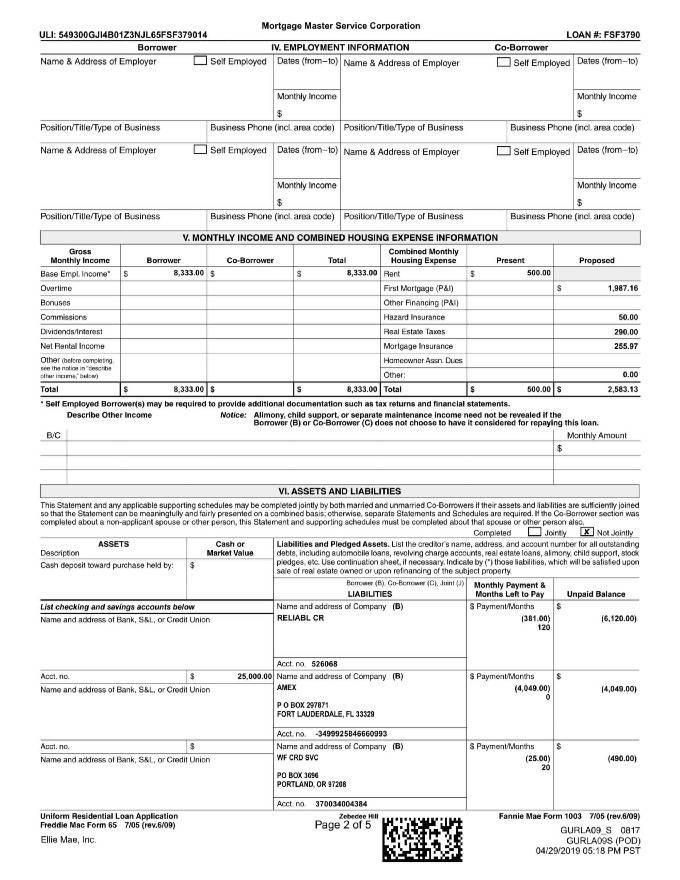 Mortgage Master Service Corporation
ULI: 549300GJI4B01Z3NJL65FSF379014 LOAN #: FSF3790
Borrower IV. EMPLOYMENT INFORMATION Co-Borrower
Name & Address of Employer Self Employed Dates (from–to) Name & Address of Employer Self Employed Dates (from–to)
Monthly Income Monthly Income
$ $
Position/Title/Type of Business Business Phone (incl. area code) Position/Title/Type of Business Business Phone (incl. area code)
Name & Address of Employer Self Employed Dates (from–to) Name & Address of Employer Self Employed Dates (from–to)
Monthly Income Monthly Income
$ $
Position/Title/Type of Business Business Phone (incl. area code) Position/Title/Type of Business Business Phone (incl. area code)
V. MONTHLY INCOME AND COMBINED HOUSING EXPENSE INFORMATION
Gross Combined Monthly
Monthly Income Borrower Co-Borrower Total Housing Expense Present Proposed
Base Empl. Income* $ 8,333.00 $ $ 8,333.00 Rent $ 500.00
Overtime First Mortgage (P&I) $ 1,987.16
Bonuses Other Financing (P&I)
Commissions Hazard Insurance 50.00
Dividends/Interest Real Estate Taxes 290.00
Net Rental Income Mortgage Insurance 255.97
Other (before completing, Homeowner Assn. Dues
see the notice in "describe
other income," below) Other: 0.00
Total $ 8,333.00 $ $ 8,333.00 Total $ 500.00 $ 2,583.13
* Self Employed Borrower(s) may be required to provide additional documentation such as tax returns and financial statements.
Describe Other Income Notice: Alimony, child support, or separate maintenance income need not be revealed if the
Borrower (B) or Co-Borrower (C) does not choose to have it considered for repaying this loan.
B/C Monthly Amount
$
VI. ASSETS AND LIABILITIES
This Statement and any applicable supporting schedules may be completed jointly by both married and unmarried Co-Borrowers if their assets and liabilities are sufficiently joined
so that the Statement can be meaningfully and fairly presented on a combined basis; otherwise, separate Statements and Schedules are required. If the Co-Borrower section was
completed about a non-applicant spouse or other person, this Statement and supporting schedules must be completed about that spouse or other person also.
Completed Jointly X Not Jointly
ASSETS Cash or Liabilities and Pledged Assets. List the creditor's name, address, and account number for all outstanding
Description Market Value debts, including automobile loans, revolving charge accounts, real estate loans, alimony, child support, stock
Cash deposit toward purchase held by: $ pledges, etc. Use continuation sheet, if necessary. Indicate by (*) those liabilities, which will be satisfied upon
sale of real estate owned or upon refinancing of the subject property.
Borrower (B), Co-Borrower (C), Joint (J) Monthly Payment &
LIABILITIES Months Left to Pay Unpaid Balance
List checking and savings accounts below Name and address of Company (B) $ Payment/Months $
Name and address of Bank, S&L, or Credit Union RELIABL CR (381.00) (6,120.00)
120
Acct. no. 526068
Acct. no. $ 25,000.00 Name and address of Company (B) $ Payment/Months $
Name and address of Bank, S&L, or Credit Union AMEX (4,049.00) (4,049.00)
0
P O BOX 297871
FORT LAUDERDALE, FL 33329
Acct. no. -3499925846660993
Acct. no. $ Name and address of Company (B) $ Payment/Months $
Name and address of Bank, S&L, or Credit Union WF CRD SVC (25.00) (490.00)
20
PO BOX 3696
PORTLAND, OR 97208
Acct. no. 370034004384
Uniform Residential Loan Application Zebedee Hill Fannie Mae Form 1003 7/05 (rev.6/09)
Freddie Mac Form 65 7/05 (rev.6/09) Page 2 of 5
Ellie Mae, Inc. GURLA09_S 0817
GURLA09S (POD)
04/29/2019 05:18 PM PST